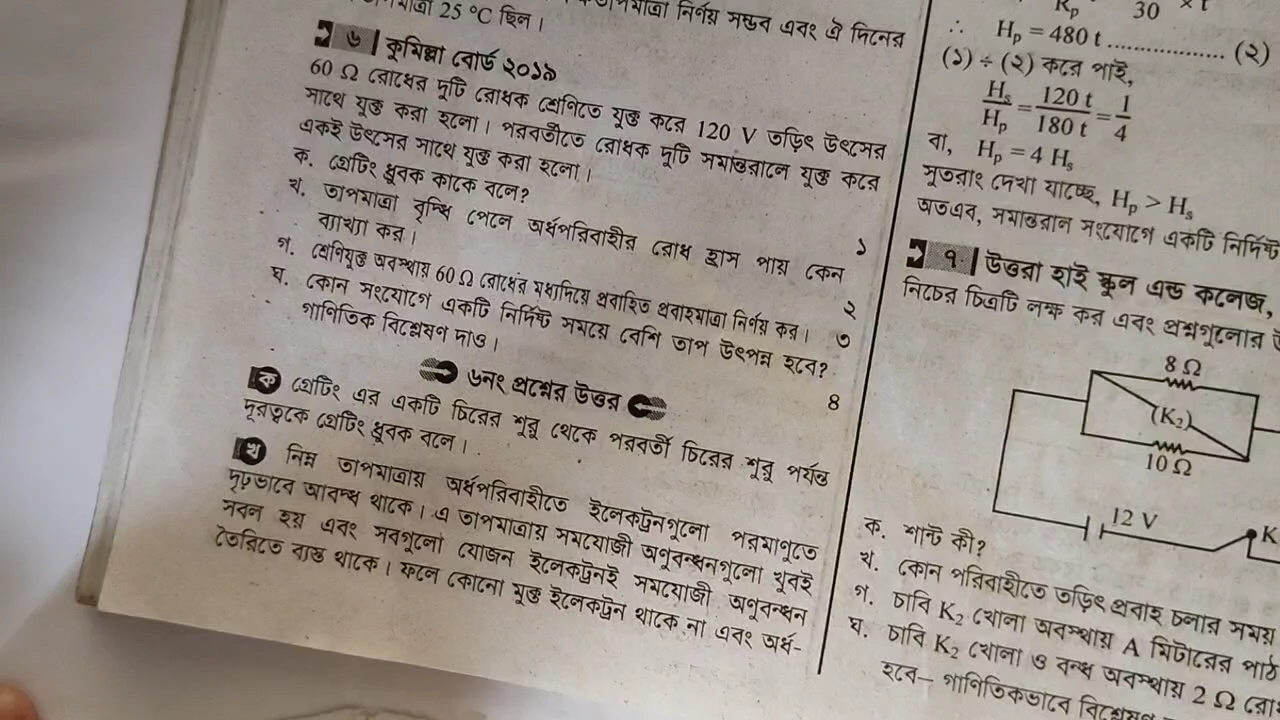 25 °C ছিল।
নির্ণয় সম্ভব এবং ঐ দিনের
৬ কুমিল্লা বোর্ড ২০১৯
60 Ω রোধের দুটি রোধক শ্রেণিতে যুক্ত করে 120 V তড়িৎ উৎসের
সাথে যুক্ত করা হলো। পরবর্তীতে রোধক দুটি সমান্তরালে যুক্ত করে
একই উৎসের সাথে যুক্ত করা হলো।
ক. গ্রেটিং ধ্রুবক কাকে বলে? ১
খ. তাপমাত্রা বৃদ্ধি পেলে অর্ধপরিবাহীর রোধ হ্রাস পায় কেন
ব্যাখ্যা কর। ২
গ. শ্রেণিযুক্ত অবস্থায় 60 Ω রোধের মধ্যদিয়ে প্রবাহিত প্রবাহমাত্রা নির্ণয় কর। ৩
ঘ. কোন সংযোগে একটি নির্দিষ্ট সময়ে বেশি তাপ উৎপন্ন হবে?
গাণিতিক বিশ্লেষণ দাও। ৪
৬নং প্রশ্নের উত্তর
ক গ্রেটিং এর একটি চিরের শুরু থেকে পরবর্তী চিরের শুরু পর্যন্ত
দূরত্বকে গ্রেটিং ধ্রুবক বলে।
খ নিম্ন তাপমাত্রায় অর্ধপরিবাহীতে ইলেকট্রনগুলো পরমাণুতে
দৃঢ়ভাবে আবদ্ধ থাকে। এ তাপমাত্রায় সময়োজী অণুবন্ধনগুলো খুবই
সবল হয় এবং সবগুলো যোজন ইলেকট্রনই সময়োজী অণুবন্ধন
তৈরিতে ব্যস্ত থাকে। ফলে কোনো মুক্ত ইলেকট্রন থাকে না এবং অর্ধ-
Rp 30 × t
∴ Hp = 480 t .................... (২)
(১) ÷ (২) করে পাই,
Hs/Hp = 120 t/180 t = 1/4
বা, Hp = 4 Hs
সুতরাং দেখা যাচ্ছে, Hp > Hs
অতএব, সমান্তরাল সংযোগে একটি নির্দিষ্ট
৭ উত্তরা হাই স্কুল এন্ড কলেজ,
নিচের চিত্রটি লক্ষ কর এবং প্রশ্নগুলোর
8 Ω
(K2)
10 Ω
12 V
K
ক. শান্ট কী?
খ. কোন পরিবাহীতে তড়িৎ প্রবাহ চলার সময়
গ. চাবি K2 খোলা অবস্থায় A মিটারের পাঠ
ঘ. চাবি K2 খোলা ও বন্ধ অবস্থায় 2 Ω
হবে– গাণিতিকভাবে